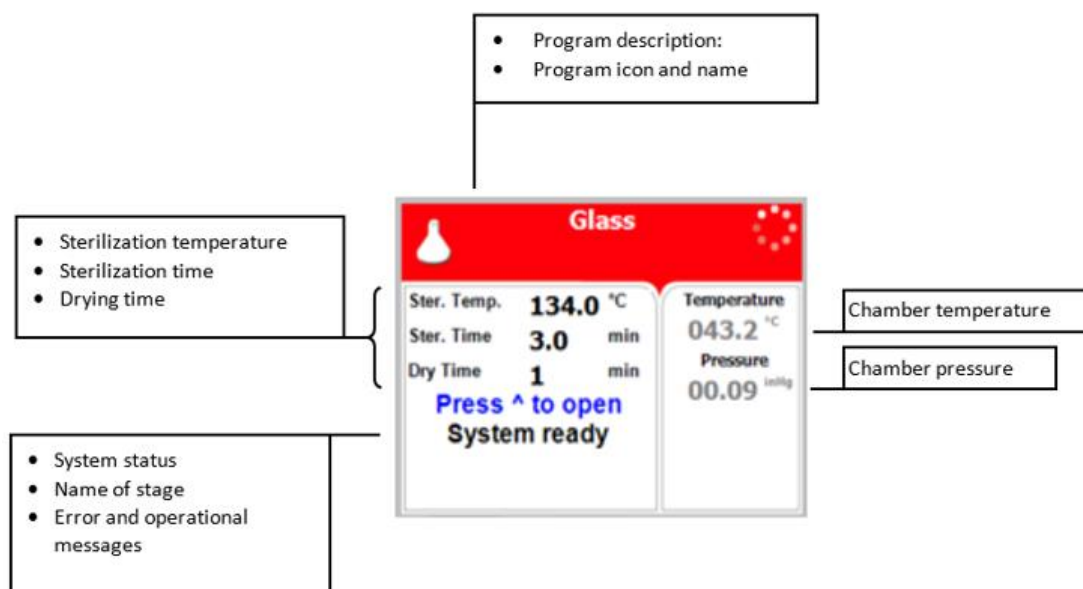 • Program description:
• Program icon and name
• Sterilization temperature
• Sterilization time
• Drying time
Glass
Ster. Temp. 134.0 °C
Ster. Time 3.0 min
Dry Time 1 min
Press ^ to open
System ready
Temperature
043.2 °C
Pressure
00.09 inHg
Chamber temperature
Chamber pressure
• System status
• Name of stage
• Error and operational
messages